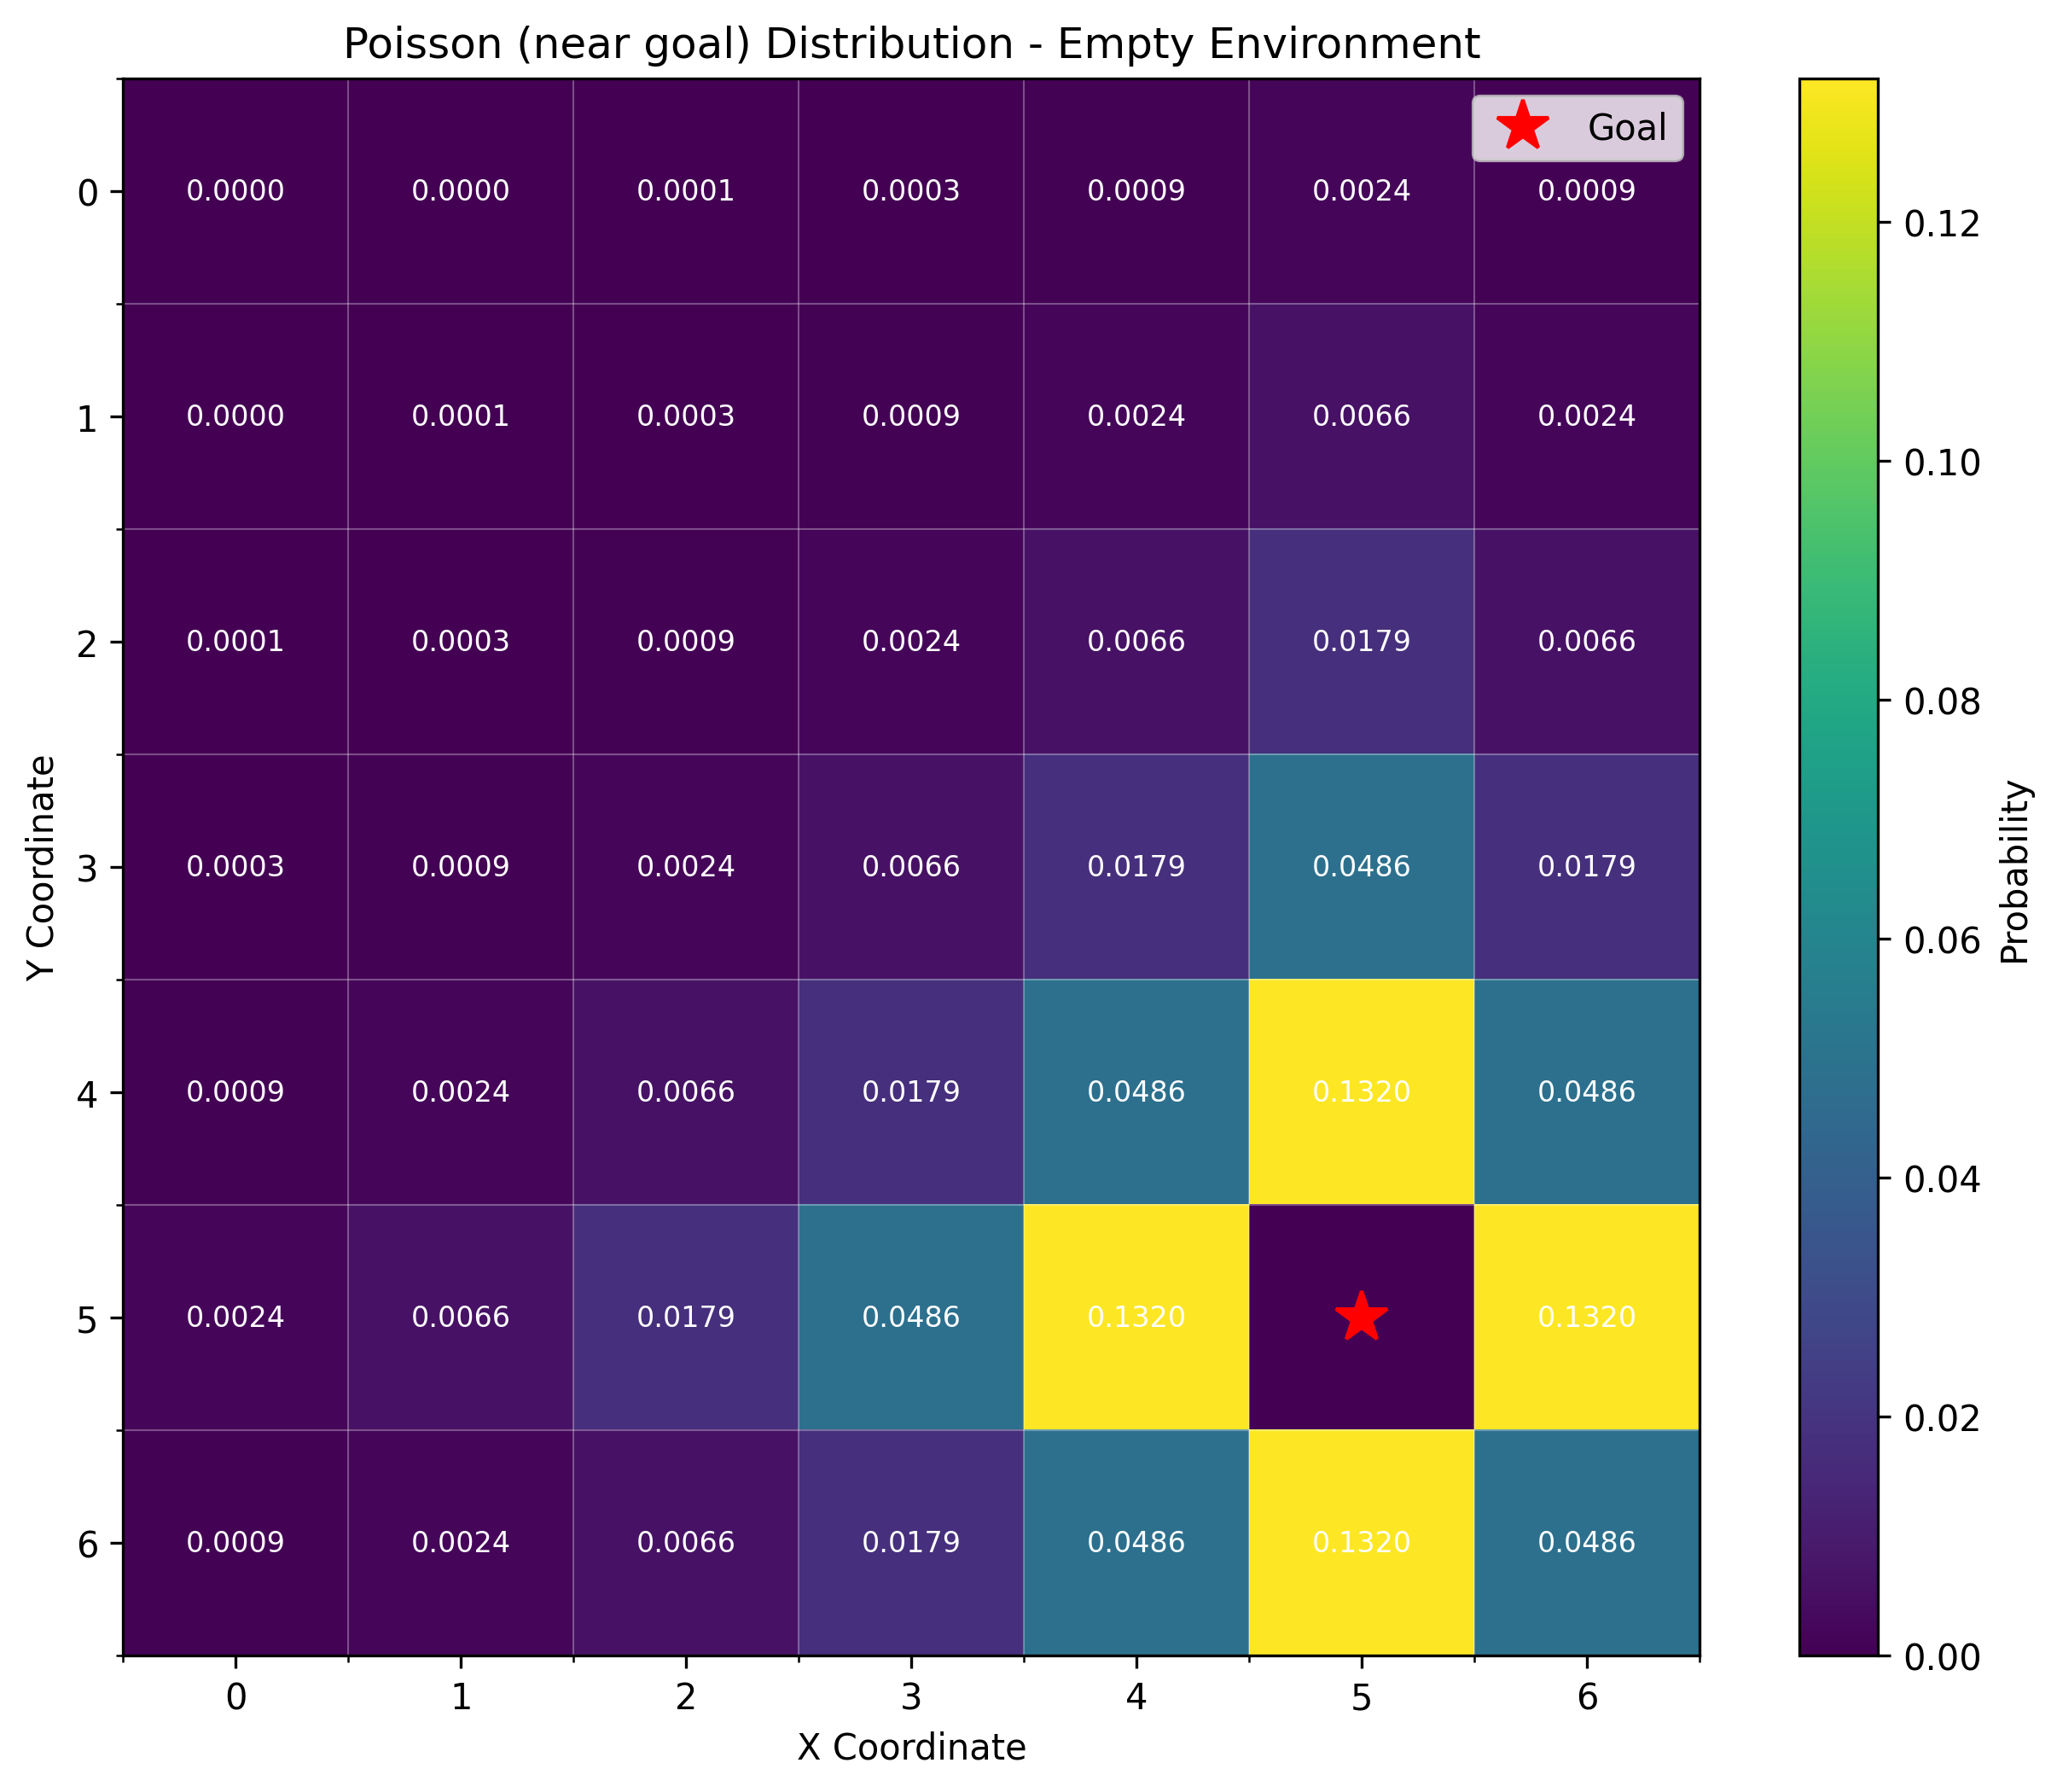 Poisson (near goal) Distribution - Empty Environment
Goal
0 0.0000 0.0000 0.0001 0.0003 0.0009 0.0024 0.0009
1 0.0000 0.0001 0.0003 0.0009 0.0024 0.0066 0.0024
2 0.0001 0.0003 0.0009 0.0024 0.0066 0.0179 0.0066
3 0.0003 0.0009 0.0024 0.0066 0.0179 0.0486 0.0179
4 0.0009 0.0024 0.0066 0.0179 0.0486 0.1320 0.0486
5 0.0024 0.0066 0.0179 0.0486 0.1320 0.1320
6 0.0009 0.0024 0.0066 0.0179 0.0486 0.1320 0.0486
0 1 2 3 4 5 6
X Coordinate
Y Coordinate
0.12
0.10
0.08
0.06
0.04
0.02
0.00
Probability